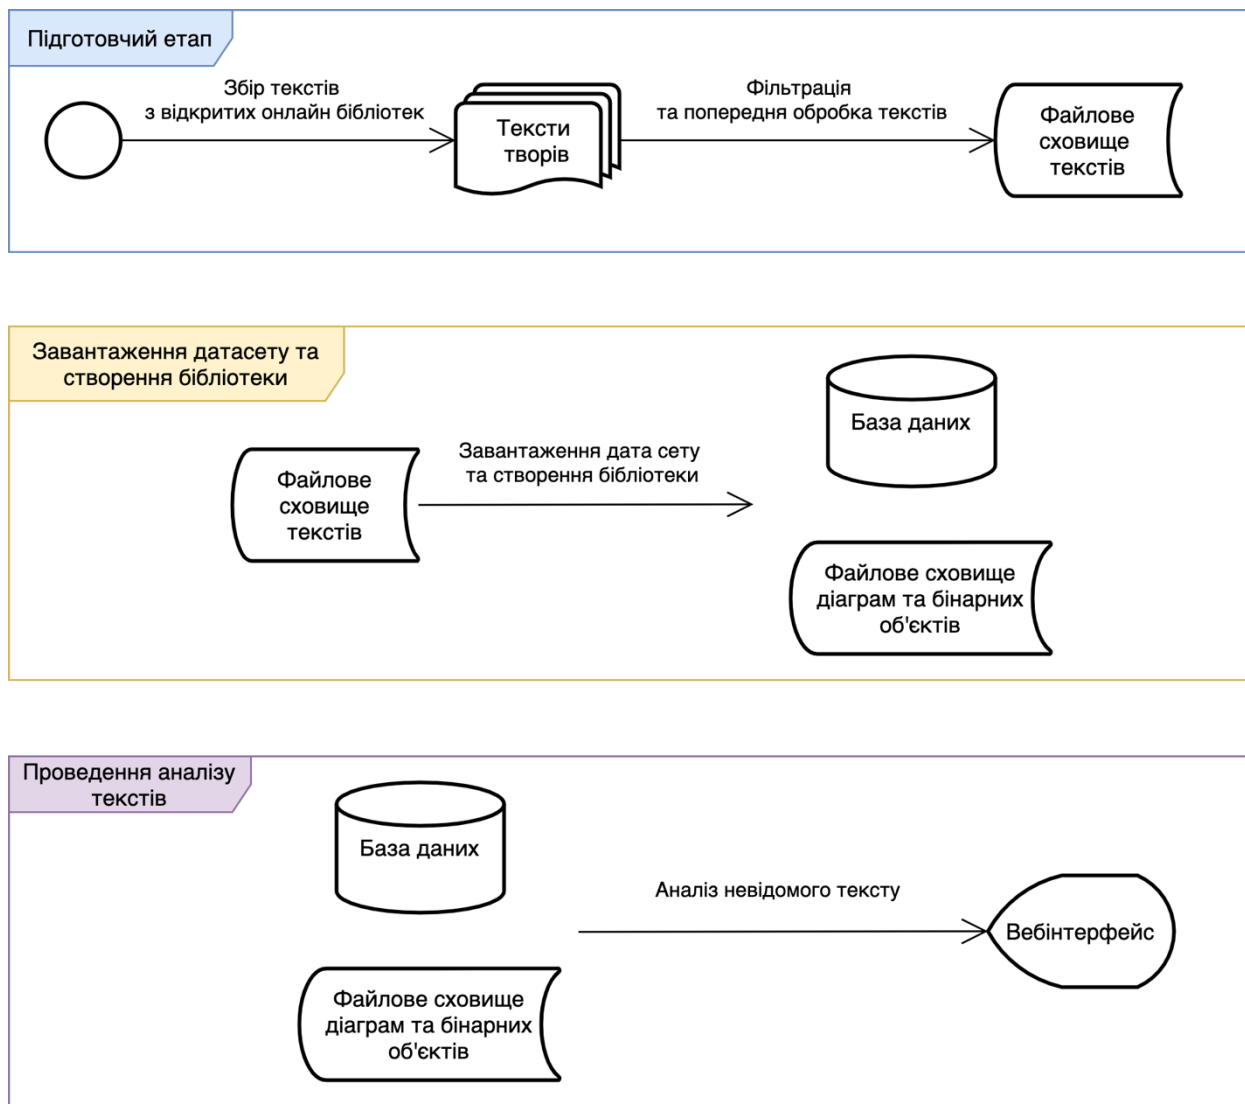 Підготовчий етап
Збір текстів
з відкритих онлайн бібліотек
Тексти
творів
Фільтрація
та попередня обробка текстів
Файлове
сховище
текстів
Завантаження датасету та
створення бібліотеки
Файлове
сховище
текстів
Завантаження дата сету
та створення бібліотеки
База даних
Файлове сховище
діаграм та бінарних
об'єктів
Проведення аналізу
текстів
База даних
Файлове сховище
діаграм та бінарних
об'єктів
Аналіз невідомого тексту
Вебінтерфейс